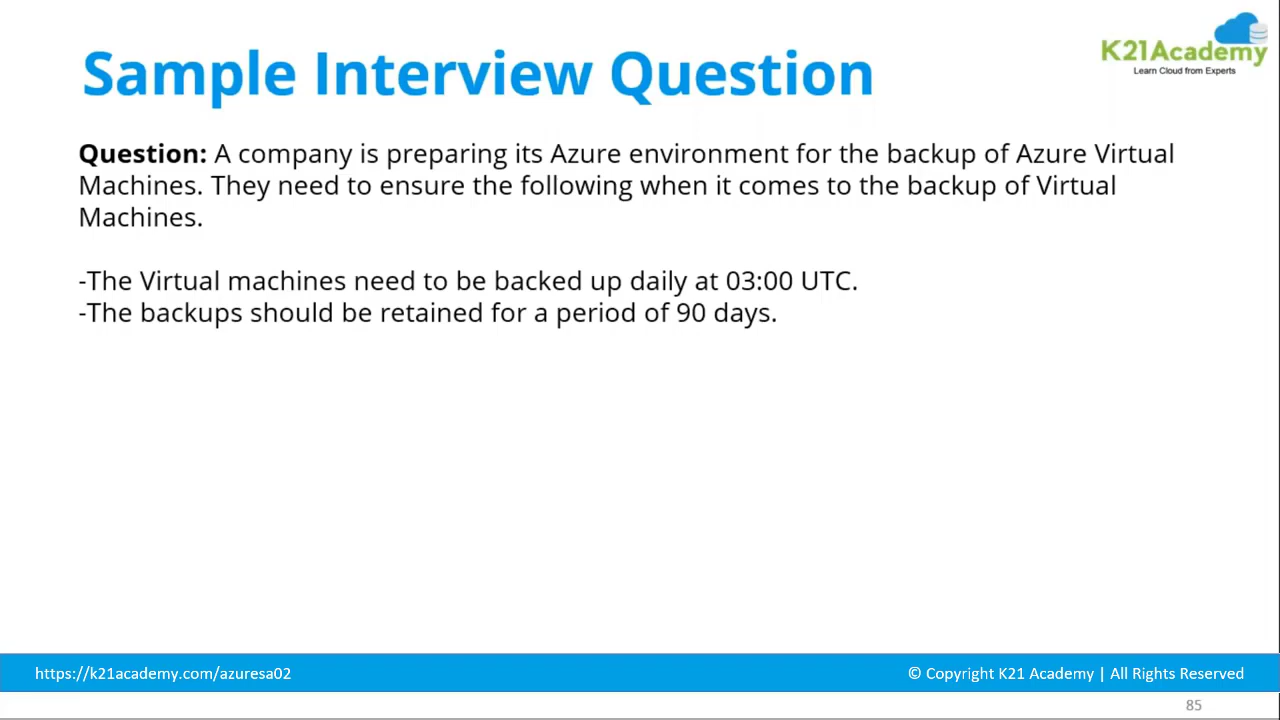 Sample Interview Question
K21Academy
Learn Cloud from Experts
Question: A company is preparing its Azure environment for the backup of Azure Virtual
Machines. They need to ensure the following when it comes to the backup of Virtual
Machines.
-The Virtual machines need to be backed up daily at 03:00 UTC.
-The backups should be retained for a period of 90 days.
https://k21academy.com/azuresa02
© Copyright K21 Academy | All Rights Reserved
85